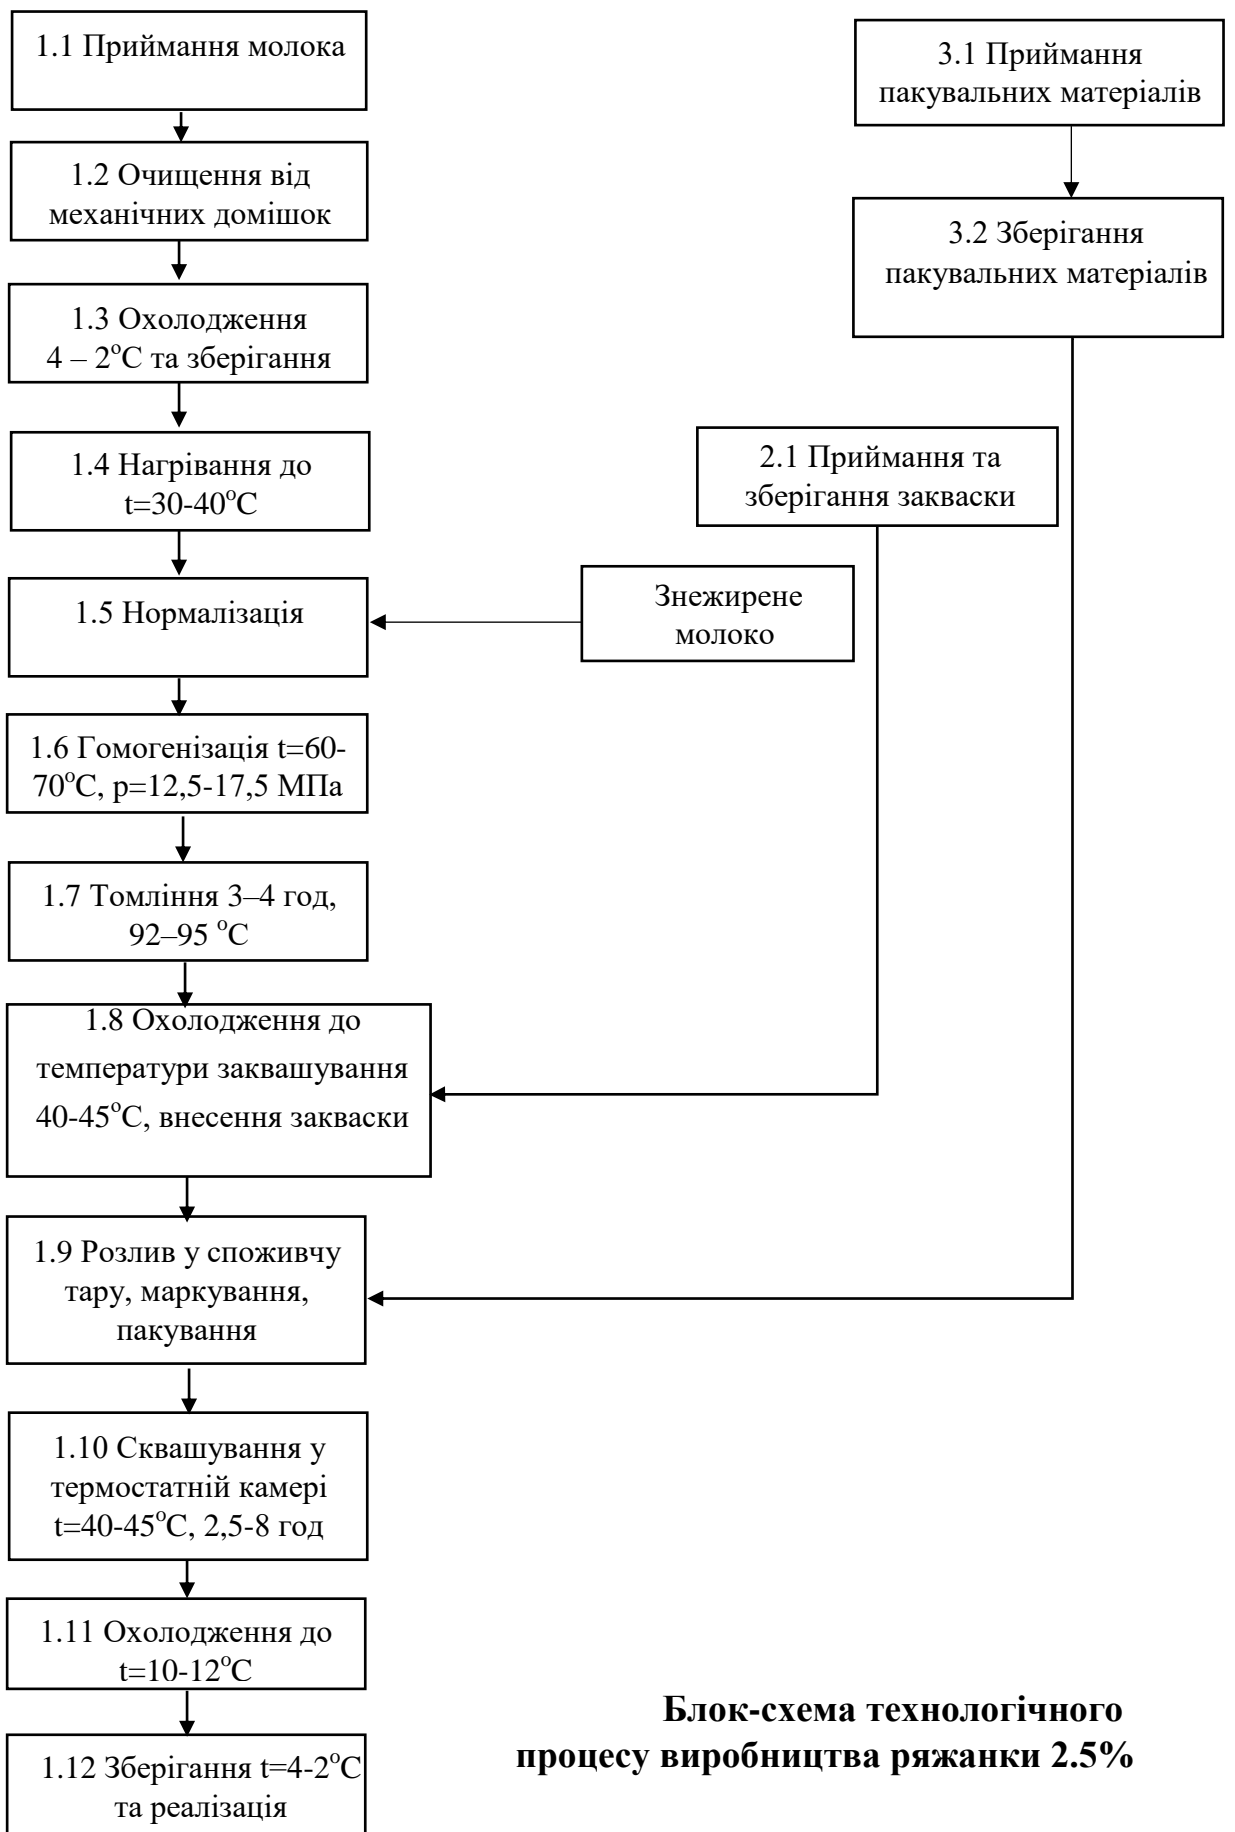 1.1 Приймання молока
1.2 Очищення від
механічних домішок
1.3 Охолодження
4 – 2°С та зберігання
1.4 Нагрівання до
t=30-40°С
1.5 Нормалізація
1.6 Гомогенізація t=60-
70°С, р=12,5-17,5 МПа
1.7 Томління 3–4 год,
92–95 °С
1.8 Охолодження до
температури заквашування
40-45°С, внесення закваски
1.9 Розлив у споживчу
тару, маркування,
пакування
1.10 Сквашування у
термостатній камері
t=40-45°С, 2,5-8 год
1.11 Охолодження до
t=10-12°С
1.12 Зберігання t=4-2°С
та реалізація
Знежирене
молоко
2.1 Приймання та
зберігання закваски
3.1 Приймання
пакувальних матеріалів
3.2 Зберігання
пакувальних матеріалів
Блок-схема технологічного
процесу виробництва ряжанки 2.5%